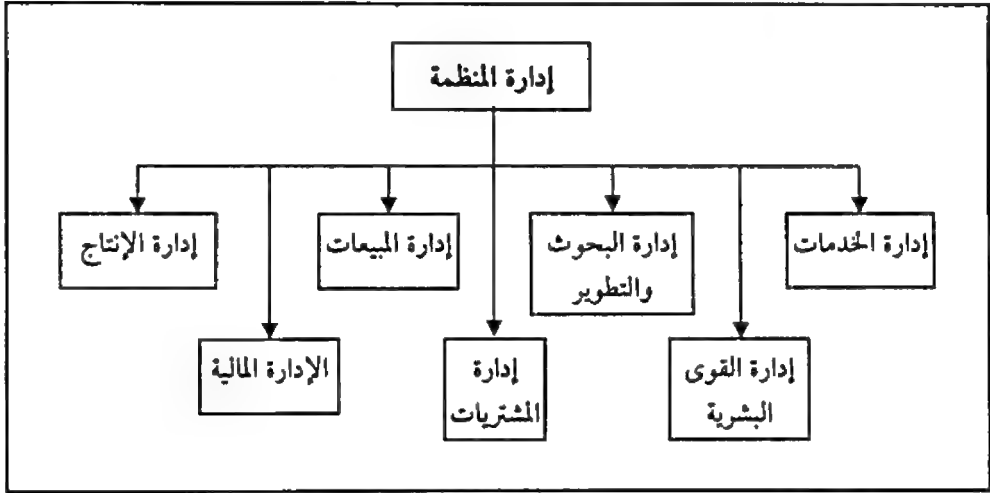 إدارة المنظمة
إدارة الخدمات
إدارة البحوث
والتطوير
إدارة المبيعات
إدارة الإنتاج
إدارة القوى
البشرية
إدارة
المشتريات
الإدارة المالية